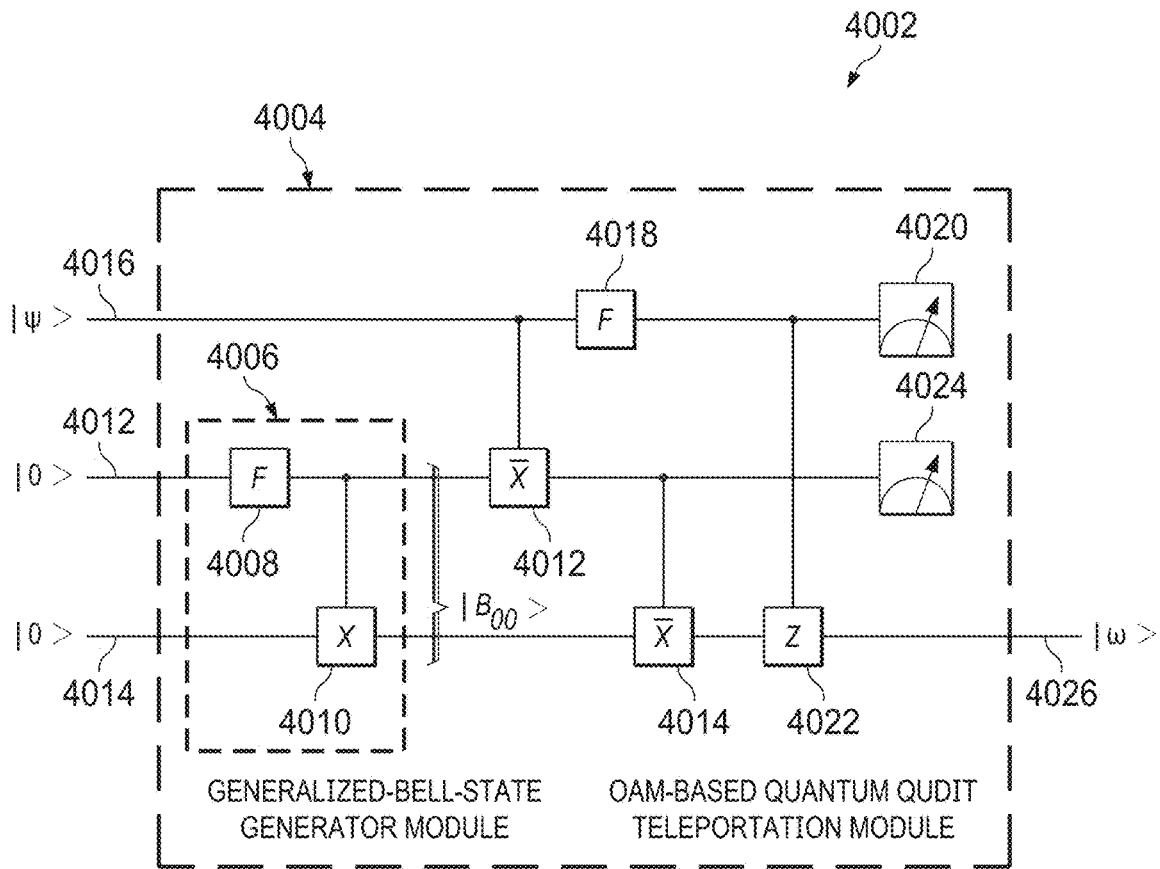 4002
4004
4018
4020
4016
|ψ>
F
4006
4024
4012
|0>
F
X̅
4008
4012
|B00>
|0>
X
X̅
Z
|ω>
4014
4010
4014
4022
4026
GENERALIZED-BELL-STATE
GENERATOR MODULE
OAM-BASED QUANTUM QUDIT
TELEPORTATION MODULE